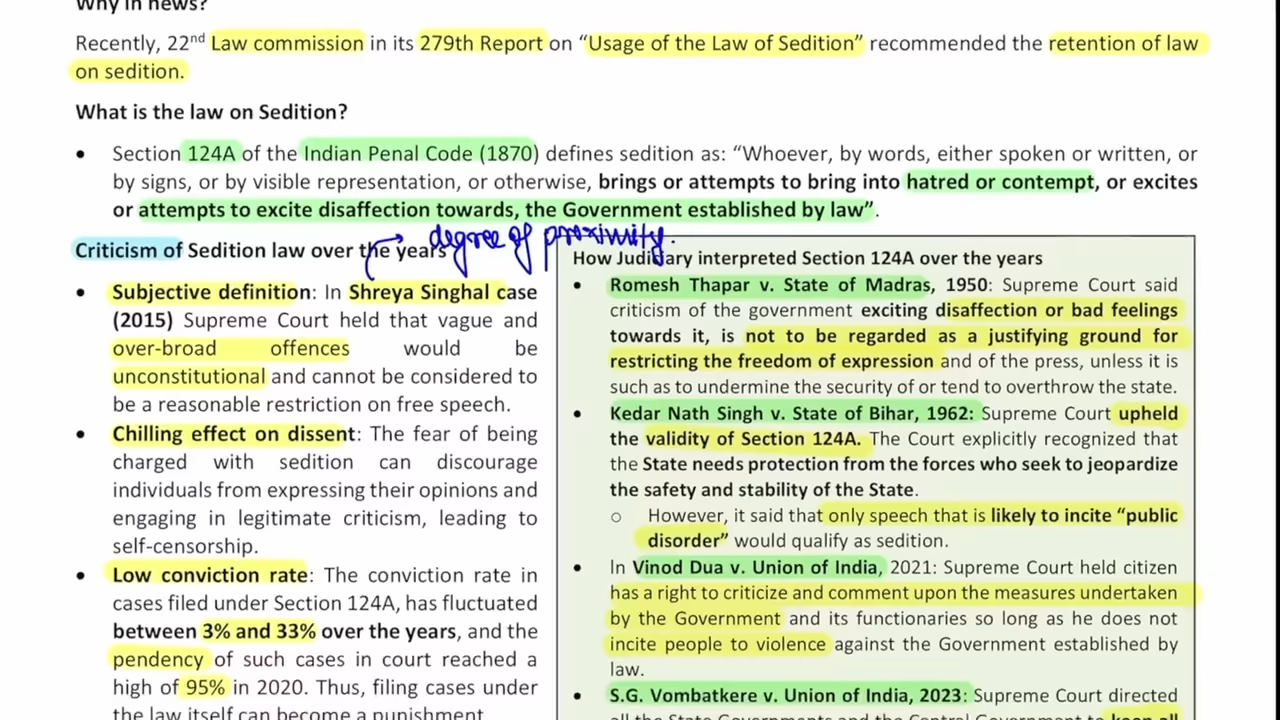 Why in news?
Recently, 22nd Law commission in its 279th Report on “Usage of the Law of Sedition” recommended the retention of law
on sedition.
What is the law on Sedition?
• Section 124A of the Indian Penal Code (1870) defines sedition as: “Whoever, by words, either spoken or written, or
by signs, or by visible representation, or otherwise, brings or attempts to bring into hatred or contempt, or excites
or attempts to excite disaffection towards, the Government established by law”.
degree of proximity.
Criticism of Sedition law over the years
• Subjective definition: In Shreya Singhal case
(2015) Supreme Court held that vague and
over-broad offences would be
unconstitutional and cannot be considered to
be a reasonable restriction on free speech.
• Chilling effect on dissent: The fear of being
charged with sedition can discourage
individuals from expressing their opinions and
engaging in legitimate criticism, leading to
self-censorship.
• Low conviction rate: The conviction rate in
cases filed under Section 124A, has fluctuated
between 3% and 33% over the years, and the
pendency of such cases in court reached a
high of 95% in 2020. Thus, filing cases under
the law itself can become a punishment
How Judiciary interpreted Section 124A over the years
• Romesh Thapar v. State of Madras, 1950: Supreme Court said
criticism of the government exciting disaffection or bad feelings
towards it, is not to be regarded as a justifying ground for
restricting the freedom of expression and of the press, unless it is
such as to undermine the security of or tend to overthrow the state.
• Kedar Nath Singh v. State of Bihar, 1962: Supreme Court upheld
the validity of Section 124A. The Court explicitly recognized that
the State needs protection from the forces who seek to jeopardize
the safety and stability of the State.
o However, it said that only speech that is likely to incite “public
disorder” would qualify as sedition.
• In Vinod Dua v. Union of India, 2021: Supreme Court held citizen
has a right to criticize and comment upon the measures undertaken
by the Government and its functionaries so long as he does not
incite people to violence against the Government established by
law.
• S.G. Vombatkere v. Union of India, 2023: Supreme Court directed
all the State Governments and the Central Government to keep all